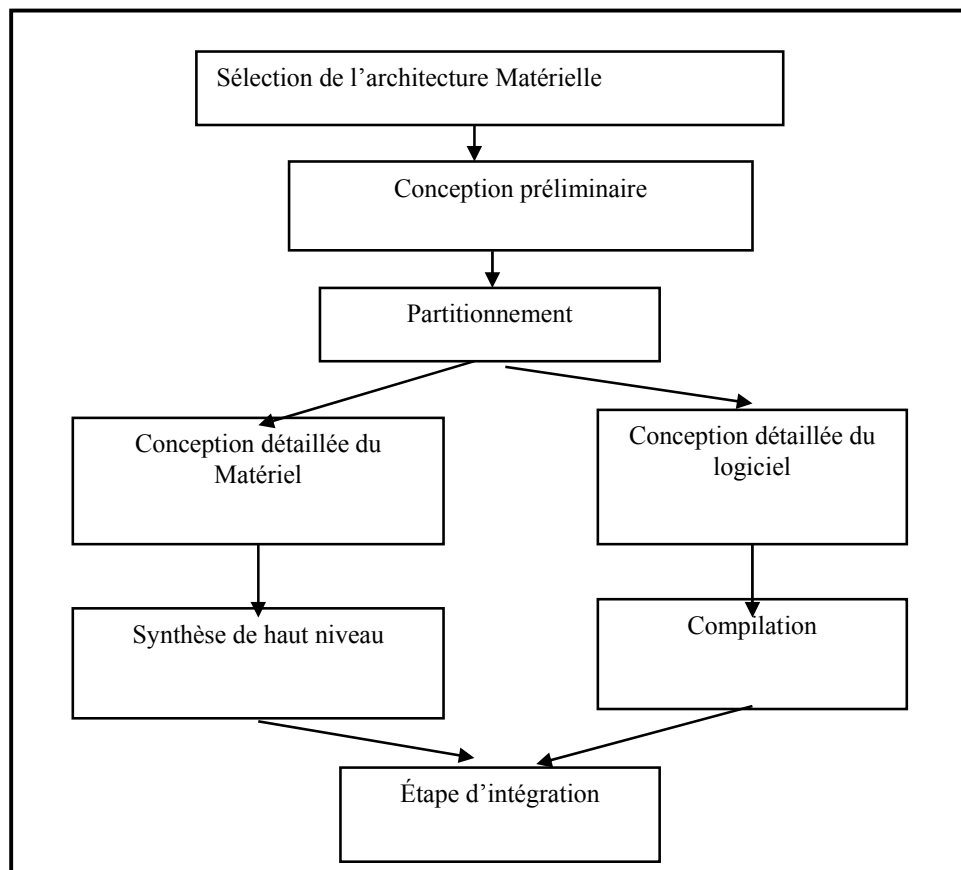 Sélection de l’architecture Matérielle
Conception préliminaire
Partitionnement
Conception détaillée du
Matériel
Conception détaillée du
logiciel
Synthèse de haut niveau
Compilation
Étape d’intégration